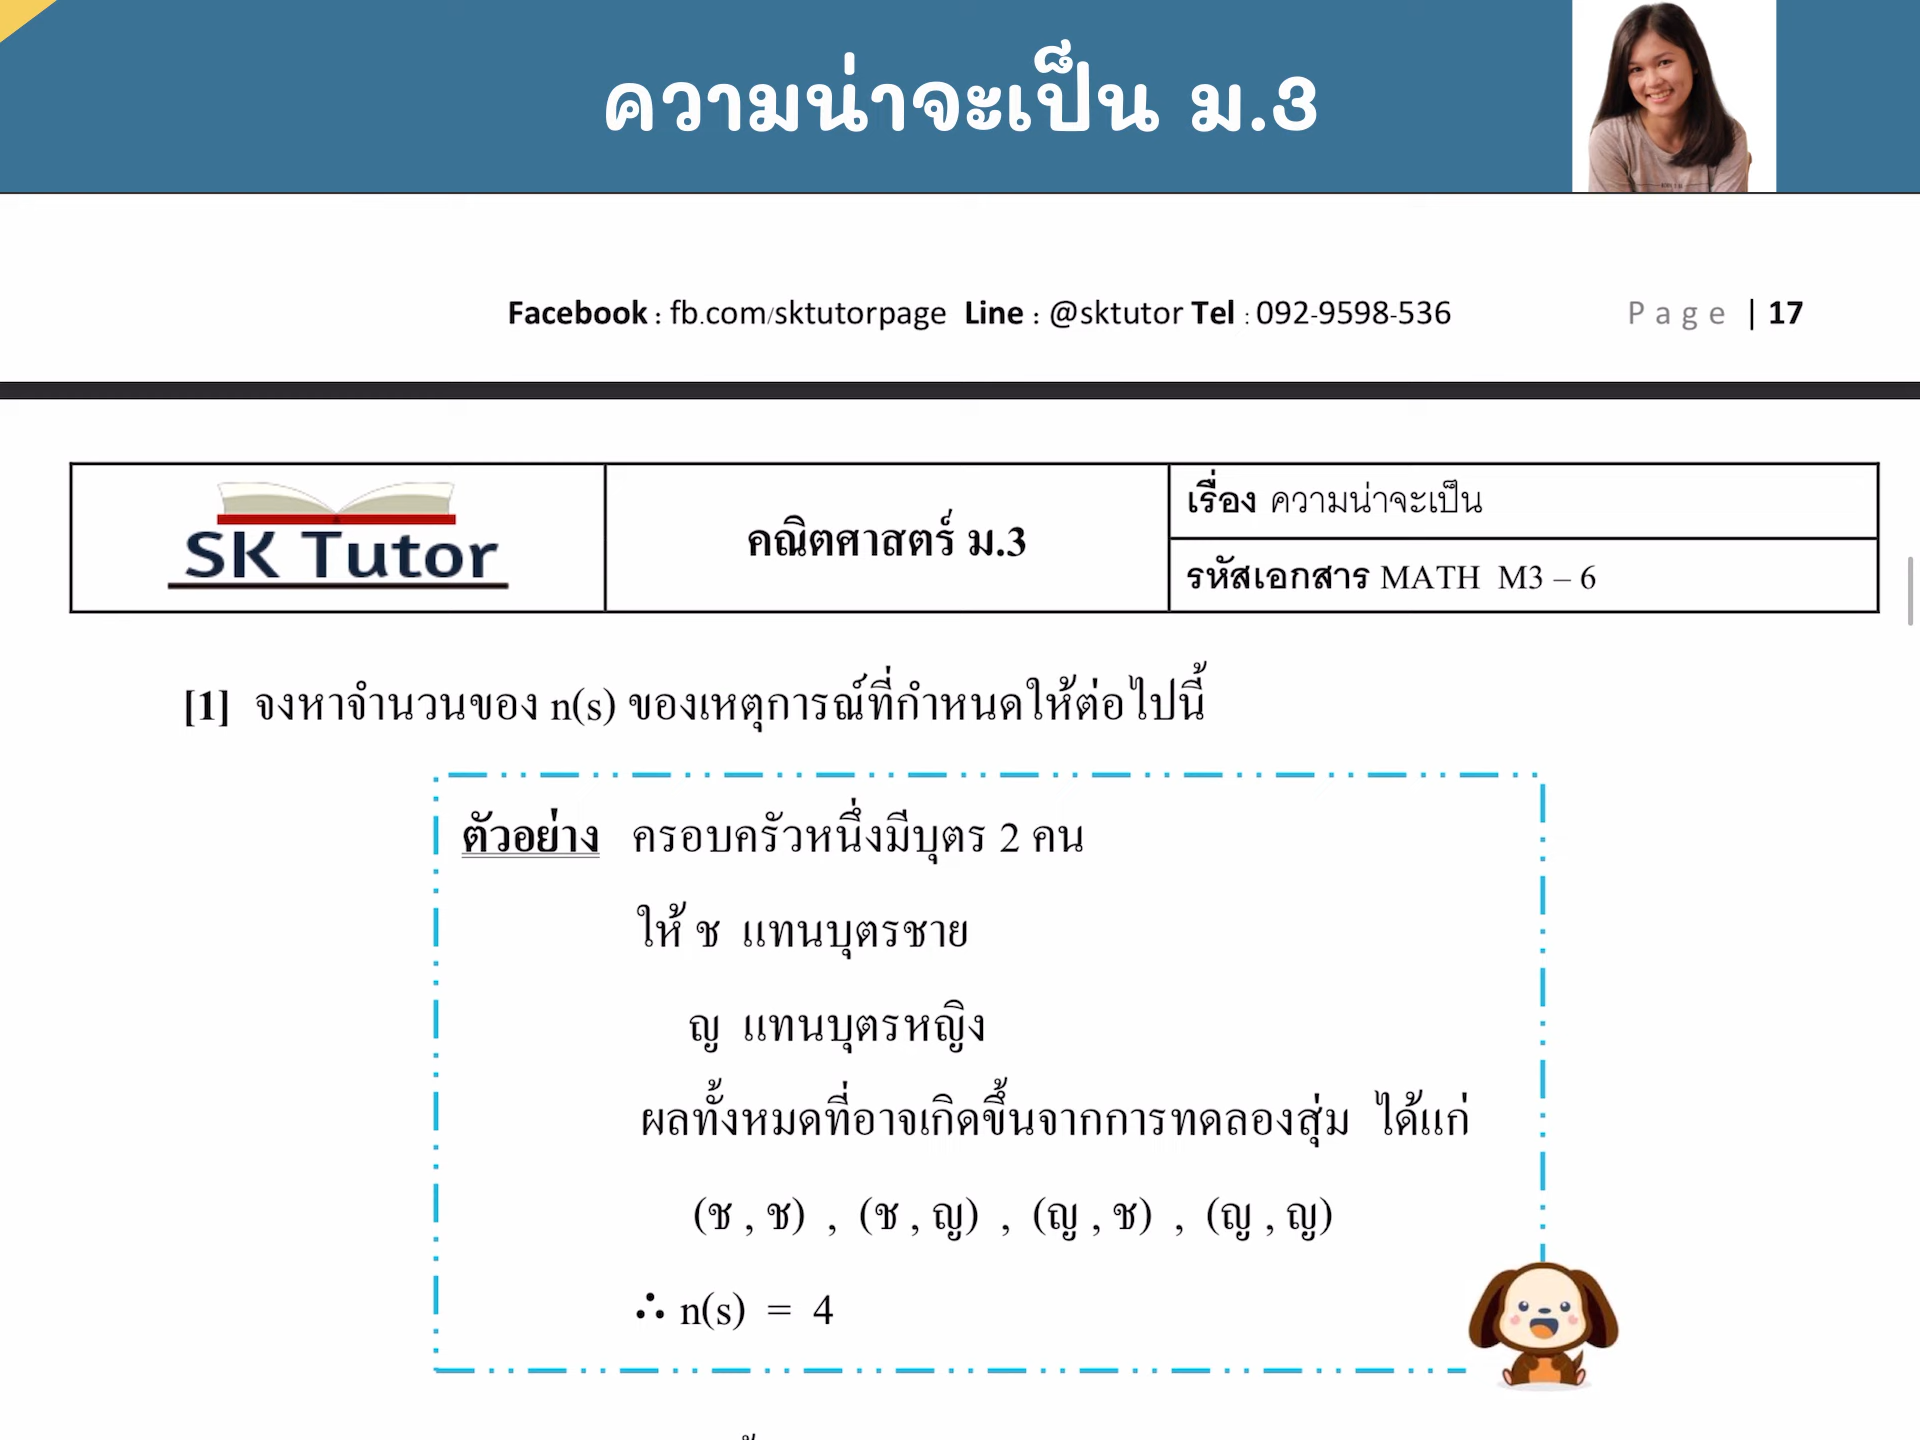 ความน่าจะเป็น ม.3
Facebook : fb.com/sktutorpage Line : @sktutor Tel : 092-9598-536
Page | 17
SK Tutor
คณิตศาสตร์ ม.3
เรื่อง ความน่าจะเป็น
รหัสเอกสาร MATH M3 – 6
[1] จงหาจำนวนของ n(s) ของเหตุการณ์ที่กำหนดให้ต่อไปนี้
ตัวอย่าง ครอบครัวหนึ่งมีบุตร 2 คน
ให้ ช แทนบุตรชาย
ญ แทนบุตรหญิง
ผลทั้งหมดที่อาจเกิดขึ้นจากการทดลองสุ่ม ได้แก่
(ช , ช) , (ช , ญ) , (ญ , ช) , (ญ , ญ)
∴ n(s) = 4